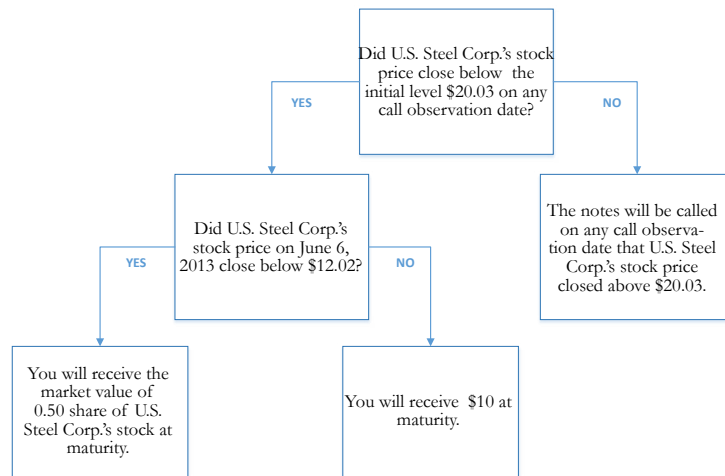 Did U.S. Steel Corp.'s stock
price close below the
initial level $20.03 on any
call observation date?
YES
NO
Did U.S. Steel Corp.'s
stock price on June 6,
2013 close below $12.02?
The notes will be called
on any call observa-
tion date that U.S. Steel
Corp.'s stock price
closed above $20.03.
YES
NO
You will receive the
market value of
0.50 share of U.S.
Steel Corp.'s stock at
maturity.
You will receive $10 at
maturity.